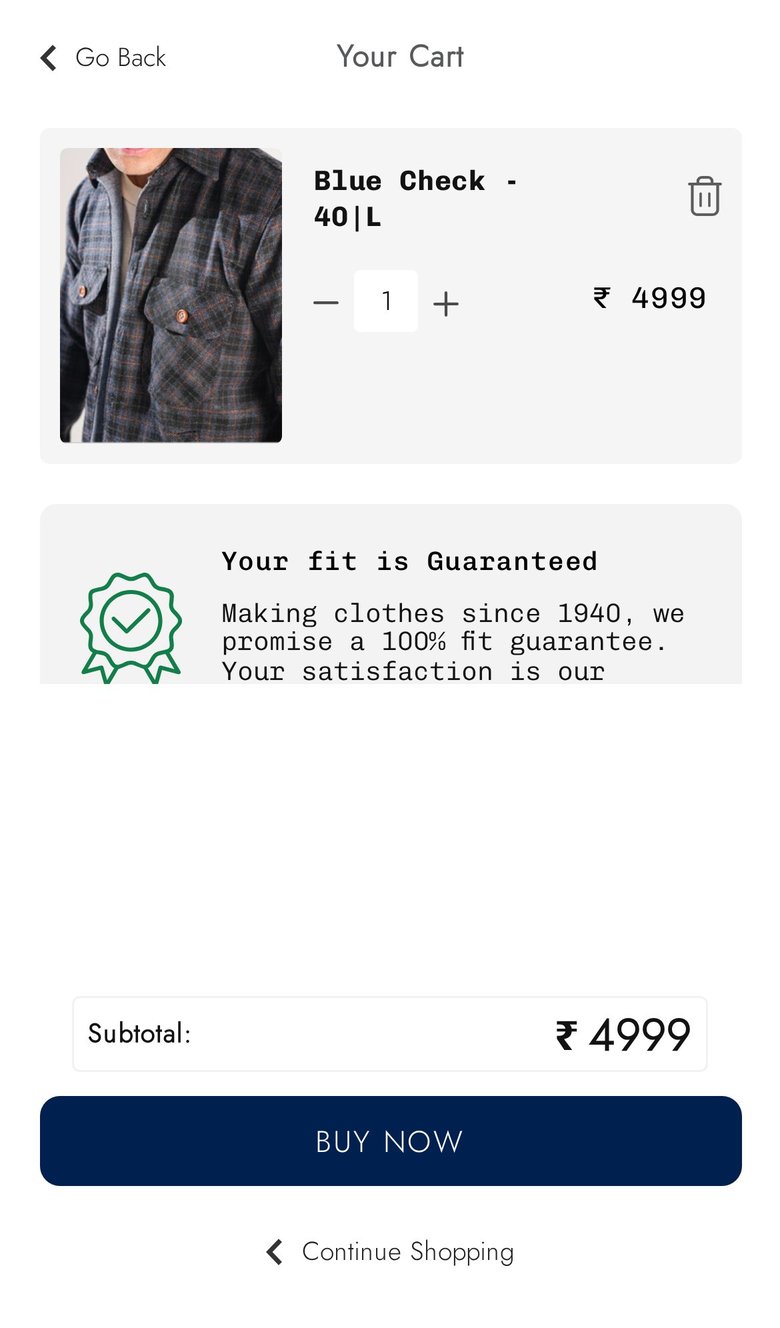 Go Back
Your Cart
Blue Check -
40|L
1
₹ 4999
Your fit is Guaranteed
Making clothes since 1940, we
promise a 100% fit guarantee.
Your satisfaction is our
Subtotal:
₹ 4999
BUY NOW
Continue Shopping